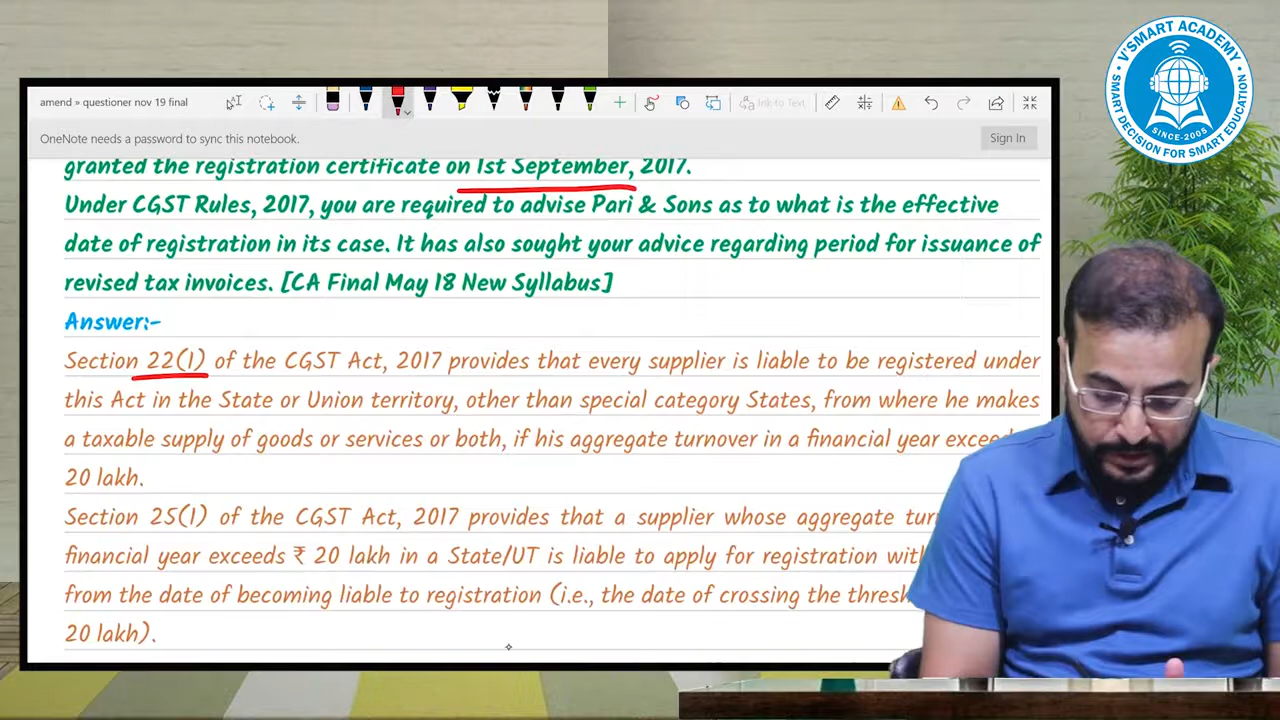 V'SMART ACADEMY
SINCE-2005
SMART DECISION FOR SMART EDUCATION
amend » questioner nov 19 final
Ink to Text
OneNote needs a password to sync this notebook.
Sign In
granted the registration certificate on 1st September, 2017.
Under CGST Rules, 2017, you are required to advise Pari & Sons as to what is the effective
date of registration in its case. It has also sought your advice regarding period for issuance of
revised tax invoices. [CA Final May 18 New Syllabus]
Answer:-
Section 22(1) of the CGST Act, 2017 provides that every supplier is liable to be registered under
this Act in the State or Union territory, other than special category States, from where he makes
a taxable supply of goods or services or both, if his aggregate turnover in a financial year
20 lakh.
Section 25(1) of the CGST Act, 2017 provides that a supplier whose aggregate
financial year exceeds ₹ 20 lakh in a State/UT is liable to apply for registration
from the date of becoming liable to registration (i.e., the date of crossing the
20 lakh).